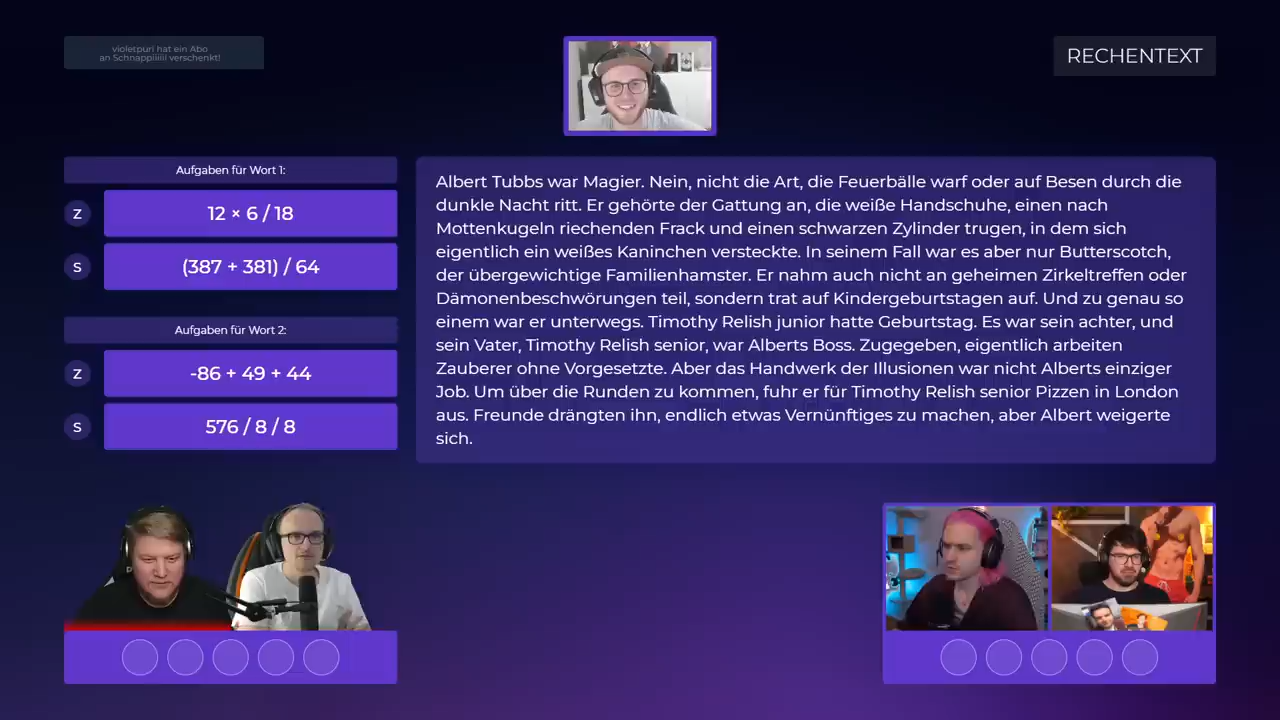 violetpuri hat ein Abo
an Schnappiiiiil verschenkt!
RECHENTEXT
Aufgaben für Wort 1:
Z
12 × 6 / 18
S
(387 + 381) / 64
Aufgaben für Wort 2:
Z
-86 + 49 + 44
S
576 / 8 / 8
Albert Tubbs war Magier. Nein, nicht die Art, die Feuerbälle warf oder auf Besen durch die
dunkle Nacht ritt. Er gehörte der Gattung an, die weiße Handschuhe, einen nach
Mottenkugeln riechenden Frack und einen schwarzen Zylinder trugen, in dem sich
eigentlich ein weißes Kaninchen versteckte. In seinem Fall war es aber nur Butterscotch,
der übergewichtige Familienhamster. Er nahm auch nicht an geheimen Zirkeltreffen oder
Dämonenbeschwörungen teil, sondern trat auf Kindergeburtstagen auf. Und zu genau so
einem war er unterwegs. Timothy Relish junior hatte Geburtstag. Es war sein achter, und
sein Vater, Timothy Relish senior, war Alberts Boss. Zugegeben, eigentlich arbeiten
Zauberer ohne Vorgesetzte. Aber das Handwerk der Illusionen war nicht Alberts einziger
Job. Um über die Runden zu kommen, fuhr er für Timothy Relish senior Pizzen in London
aus. Freunde drängten ihn, endlich etwas Vernünftiges zu machen, aber Albert weigerte
sich.